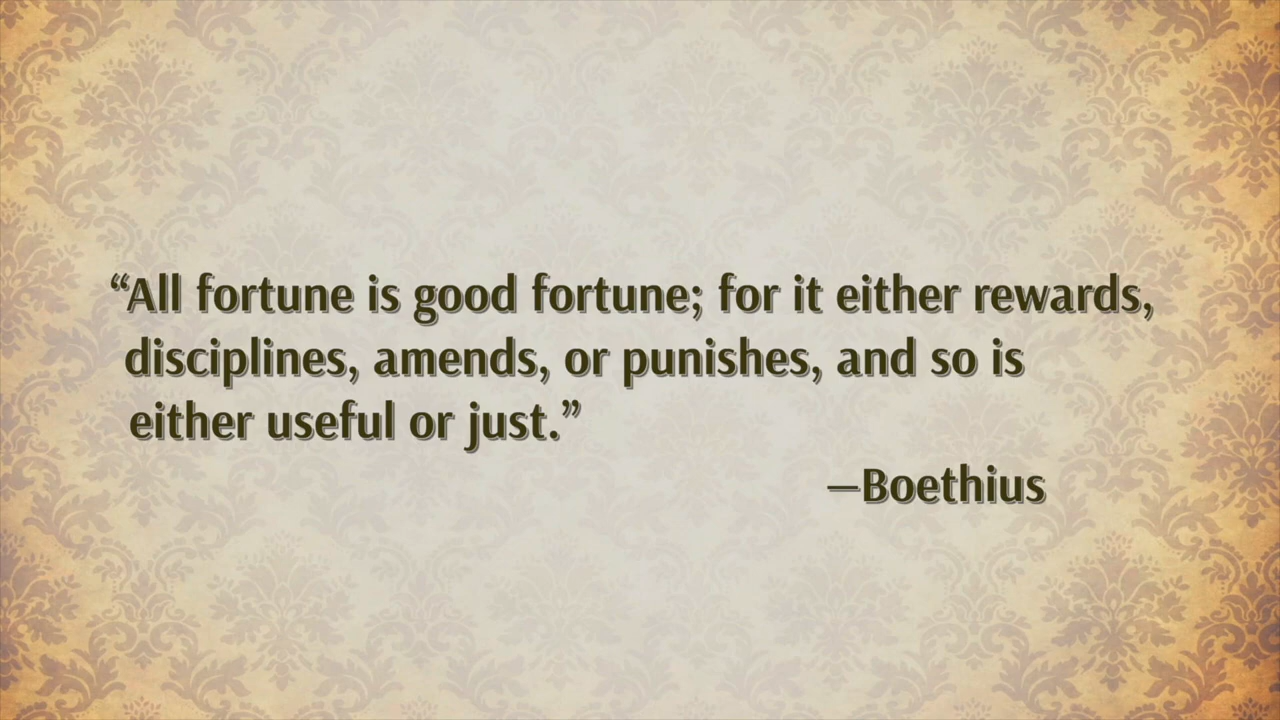 “All fortune is good fortune; for it either rewards,
disciplines, amends, or punishes, and so is
either useful or just.”
—Boethius